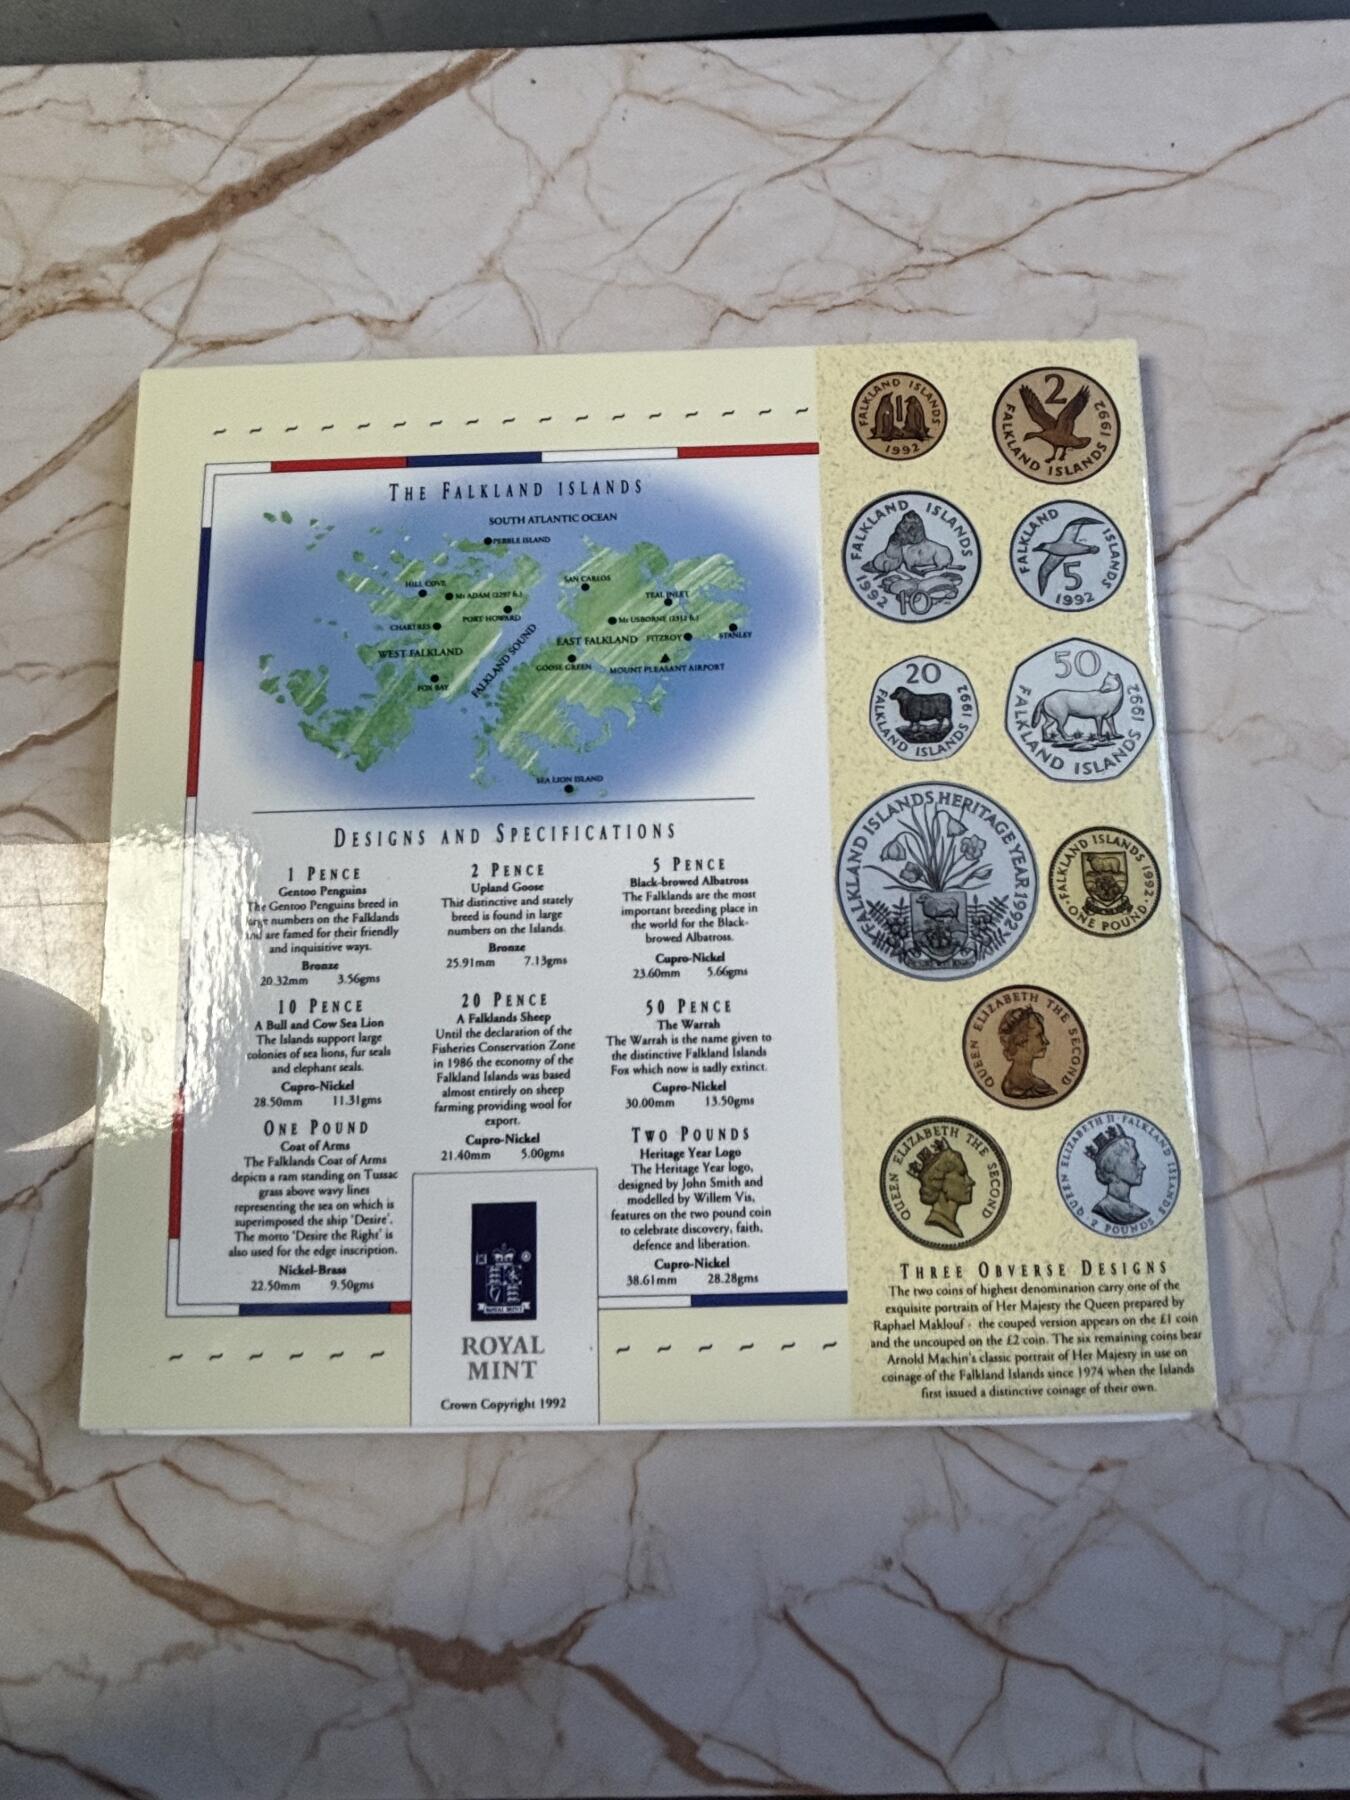 THE FALKLAND ISLANDS
SOUTH ATLANTIC OCEAN
PEBBLE ISLAND
HILL COVE
Mt ADAM (2297 ft.)
SAN CARLOS
TEAL INLET
PORT HOWARD
CHARTRES
Mt USBORNE (2312 ft.)
STANLEY
WEST FALKLAND
FALKLAND SOUND
EAST FALKLAND
FITZROY
GOOSE GREEN
MOUNT PLEASANT AIRPORT
FOX BAY
SEA LION ISLAND
DESIGNS AND SPECIFICATIONS
1 PENCE
Gentoo Penguins
The Gentoo Penguins breed in
large numbers on the Falklands
and are famed for their friendly
and inquisitive ways.
Bronze
20.32mm 3.56gms
2 PENCE
Upland Goose
This distinctive and stately
breed is found in large
numbers on the Islands.
Bronze
25.91mm 7.13gms
5 PENCE
Black-browed Albatross
The Falklands are the most
important breeding place in
the world for the Black-
browed Albatross.
Cupro-Nickel
23.60mm 5.66gms
10 PENCE
A Bull and Cow Sea Lion
The Islands support large
colonies of sea lions, fur seals
and elephant seals.
Cupro-Nickel
28.50mm 11.31gms
20 PENCE
A Falklands Sheep
Until the declaration of the
Fisheries Conservation Zone
in 1986 the economy of the
Falkland Islands was based
almost entirely on sheep
farming providing wool for
export.
Cupro-Nickel
21.40mm 5.00gms
50 PENCE
The Warrah
The Warrah is the name given to
the distinctive Falkland Islands
Fox which now is sadly extinct.
Cupro-Nickel
30.00mm 13.50gms
ONE POUND
Coat of Arms
The Falklands Coat of Arms
depicts a ram standing on Tussac
grass above wavy lines
representing the sea on which is
superimposed the ship 'Desire'.
The motto 'Desire the Right' is
also used for the edge inscription.
Nickel-Brass
22.50mm 9.50gms
TWO POUNDS
Heritage Year Logo
The Heritage Year logo,
designed by John Smith and
modelled by Willem Vis,
features on the two pound coin
to celebrate discovery, faith,
defence and liberation.
Cupro-Nickel
38.61mm 28.28gms
ROYAL MINT
ROYAL
MINT
Crown Copyright 1992
FALKLAND ISLANDS
1
1992
2
FALKLAND ISLANDS 1992
FALKLAND ISLANDS
1992
10
FALKLAND ISLANDS
5
1992
20
FALKLAND ISLANDS 1992
50
FALKLAND ISLANDS 1992
FALKLAND ISLANDS HERITAGE YEAR 1992
FALKLAND ISLANDS 1992
ONE POUND
QUEEN ELIZABETH THE SECOND
QUEEN ELIZABETH THE SECOND
QUEEN ELIZABETH II · FALKLAND ISLANDS
2 POUNDS
THREE OBVERSE DESIGNS
The two coins of highest denomination carry one of the
exquisite portraits of Her Majesty the Queen prepared by
Raphael Maklouf - the couped version appears on the £1 coin
and the uncouped on the £2 coin. The six remaining coins bear
Arnold Machin's classic portrait of Her Majesty in use on
coinage of the Falkland Islands since 1974 when the Islands
first issued a distinctive coinage of their own.